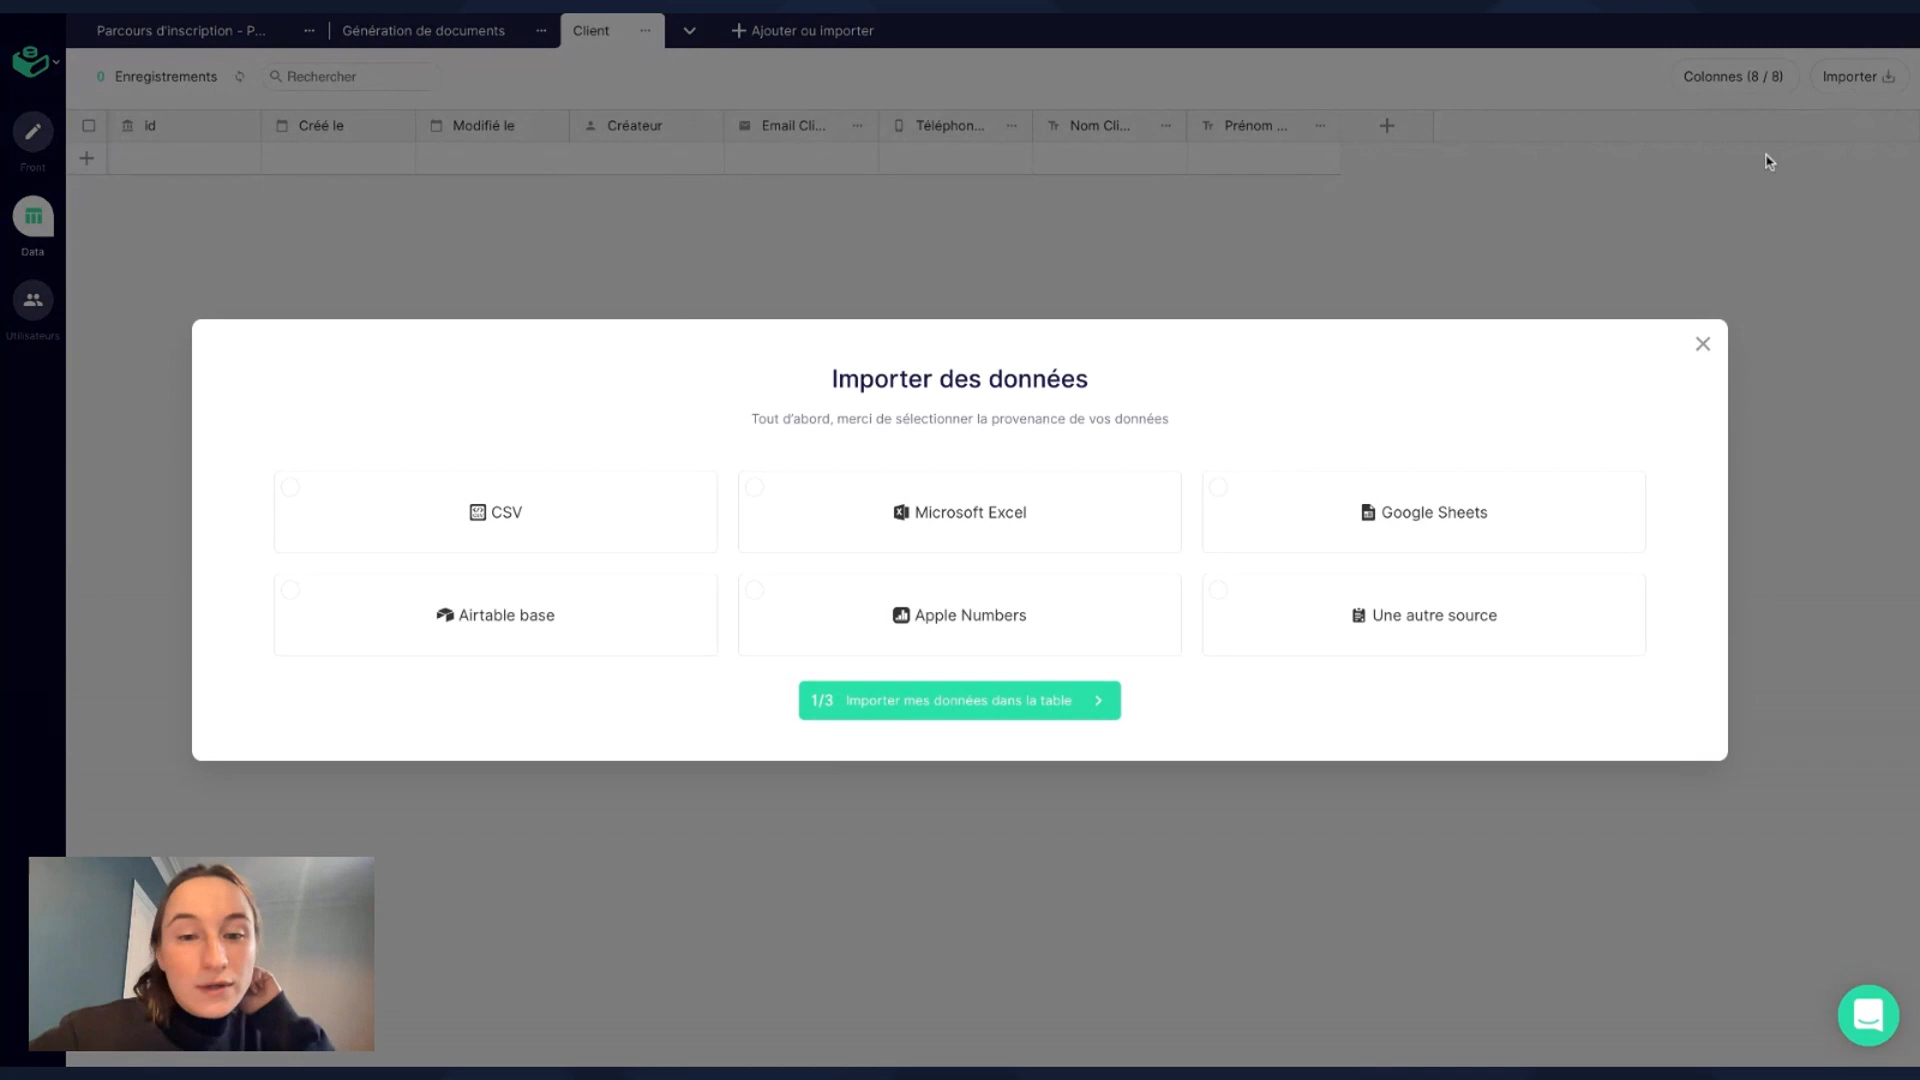 Parcours d'inscription - P...
Génération de documents
Client
Ajouter ou importer
0 Enregistrements
Rechercher
Colonnes (8 / 8)
Importer
id
Créé le
Modifié le
Créateur
Email Cli...
Téléphon...
Nom Cli...
Prénom ...
Front
Data
Utilisateurs
Importer des données
Tout d'abord, merci de sélectionner la provenance de vos données
CSV
Microsoft Excel
Google Sheets
Airtable base
Apple Numbers
Une autre source
1/3 Importer mes données dans la table